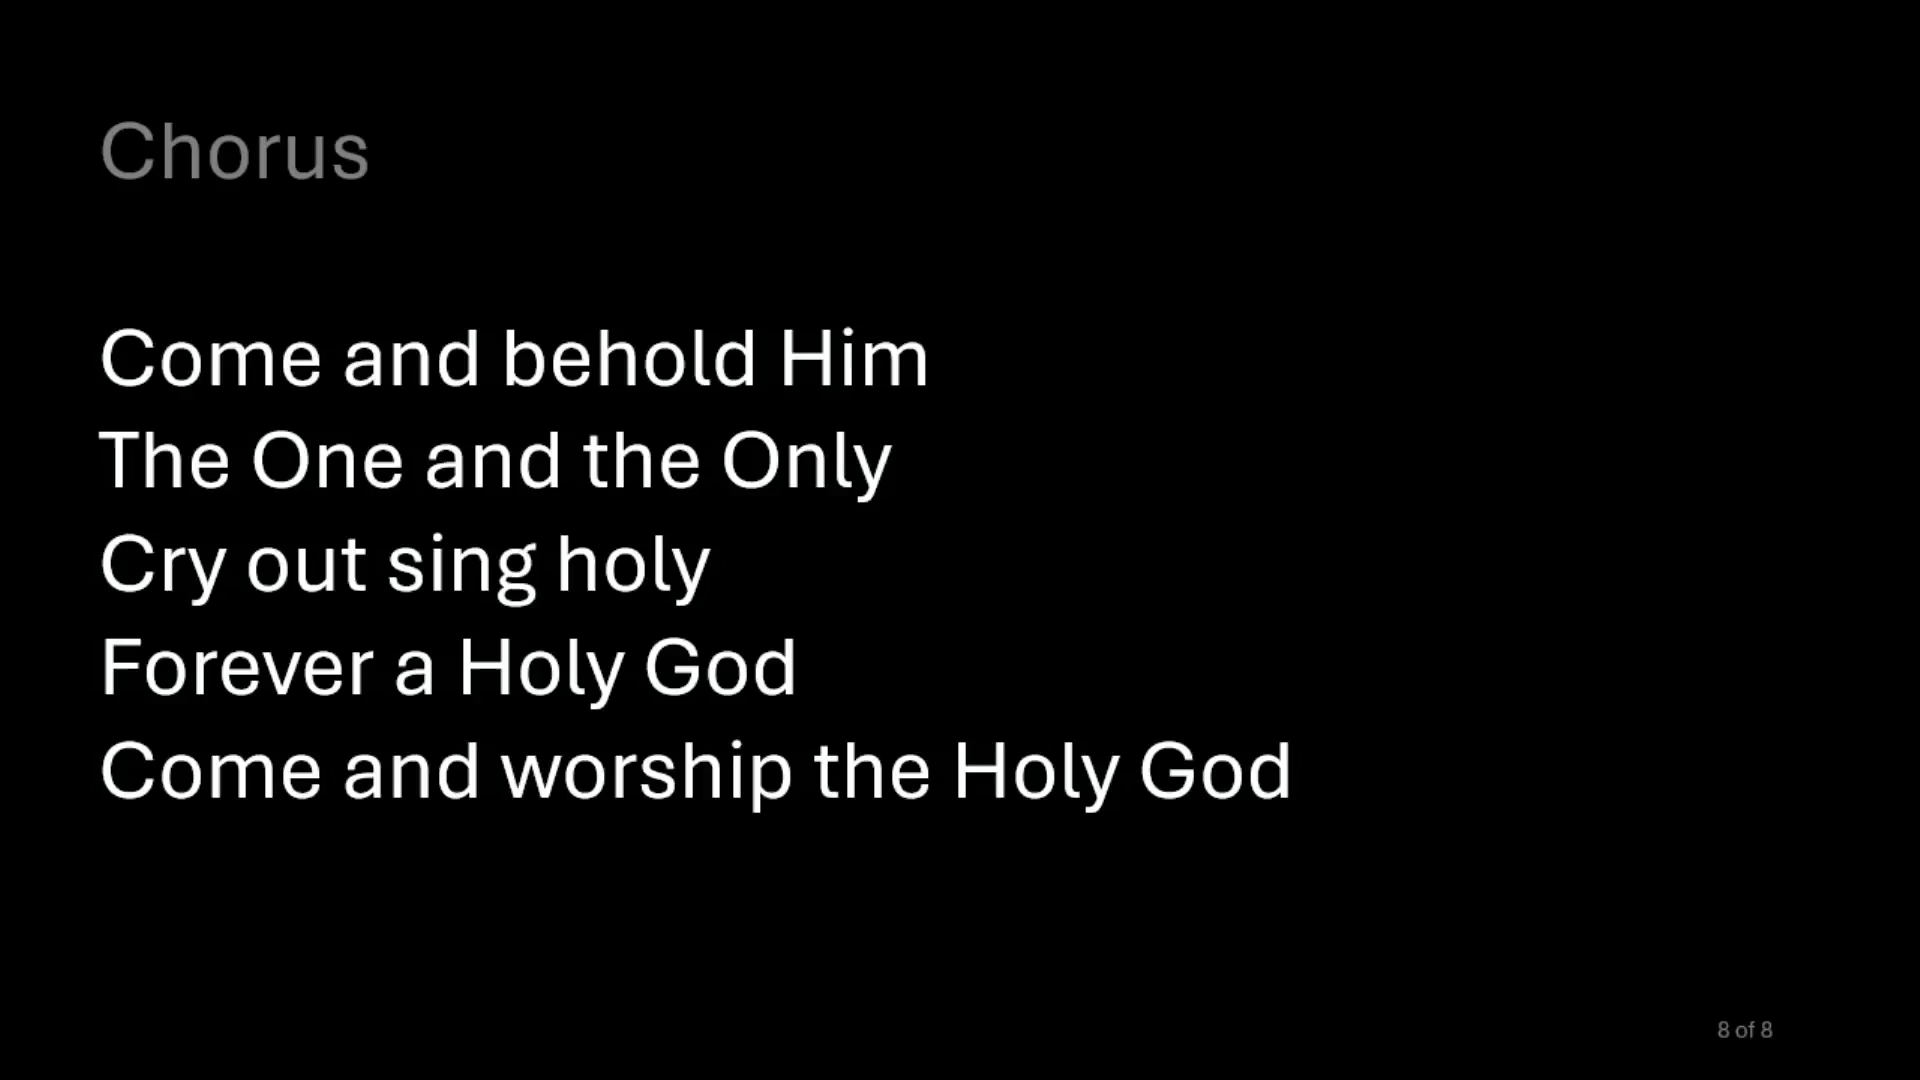 Chorus
Come and behold Him
The One and the Only
Cry out sing holy
Forever a Holy God
Come and worship the Holy God
8 of 8